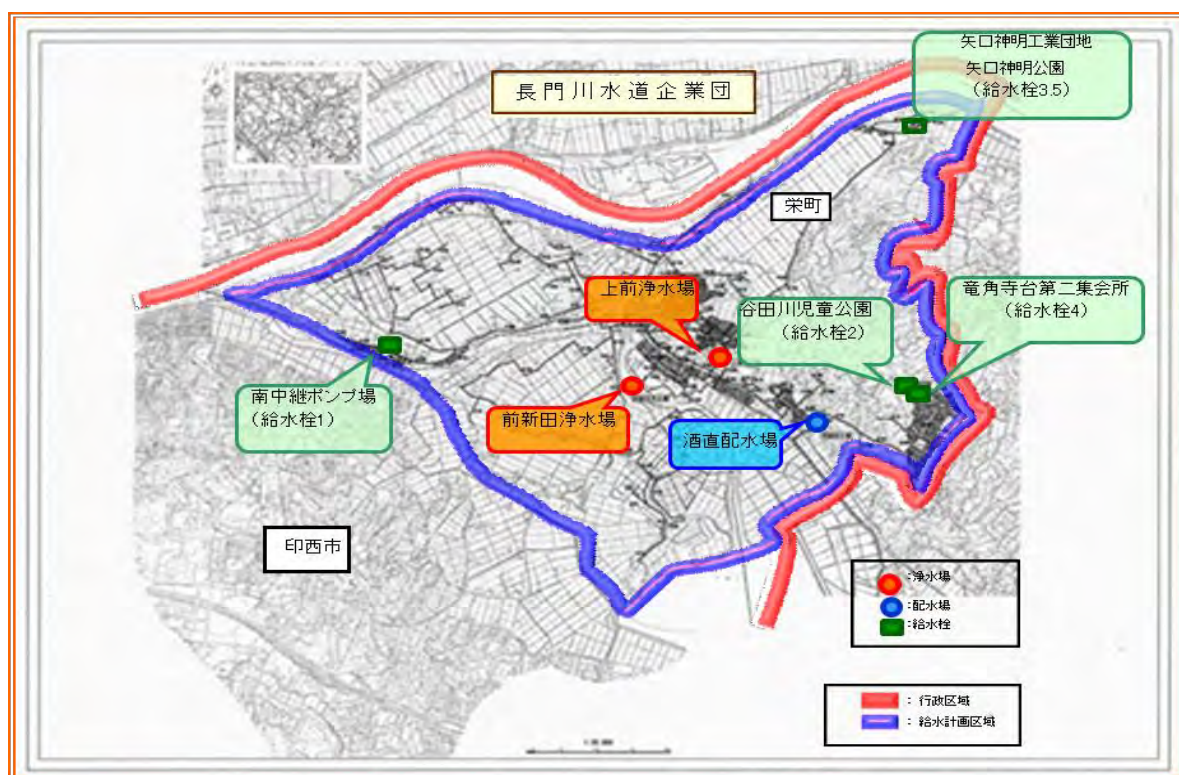 長門川水道企業団
矢口神明工業団地
矢口神明公園
(給水栓3.5)
栄町
上前浄水場
谷田川児童公園
(給水栓2)
竜角寺台第二集会所
(給水栓4)
南中継ポンプ場
(給水栓1)
前新田浄水場
酒直配水場
印西市
:浄水場
:配水場
:給水栓
: 行政区域
: 給水計画区域